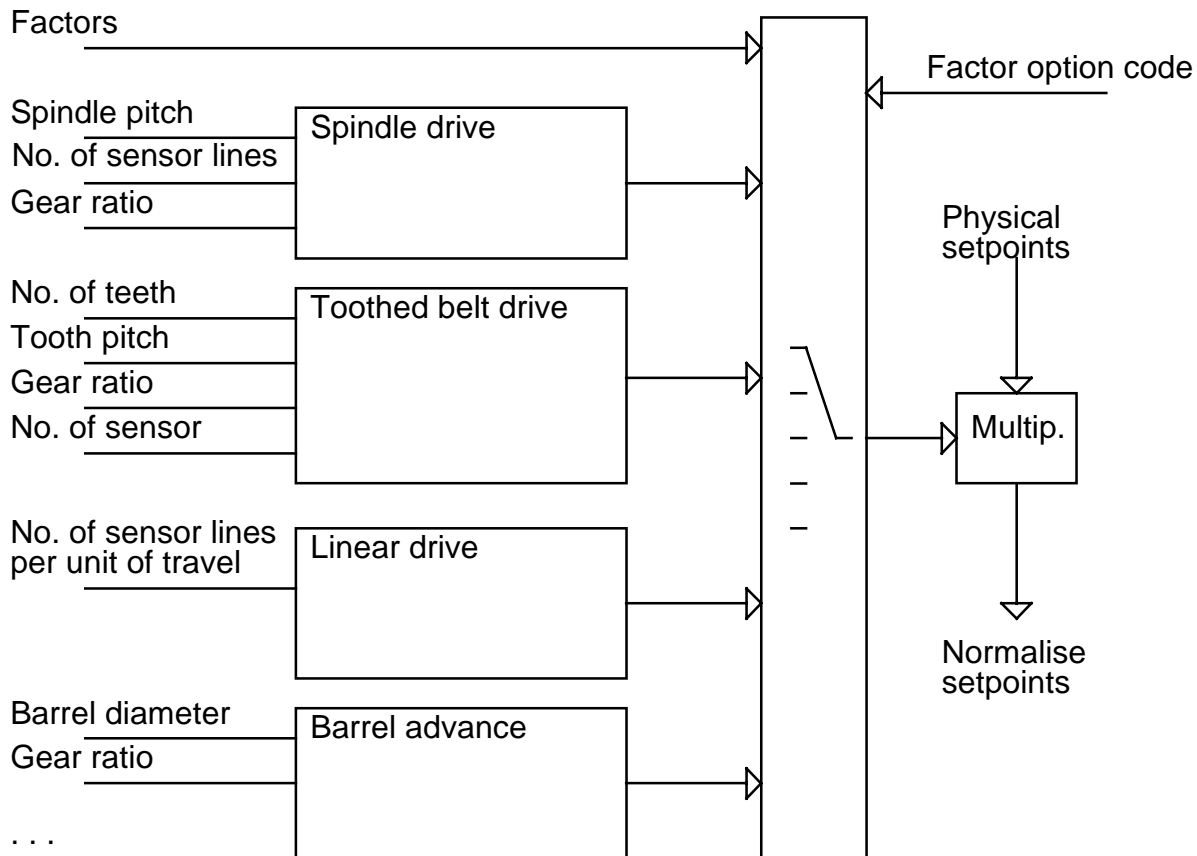 Factors
Factor option code
Spindle pitch
No. of sensor lines
Gear ratio
Spindle drive
Physical
setpoints
No. of teeth
Tooth pitch
Gear ratio
No. of sensor
Toothed belt drive
Multip.
No. of sensor lines
per unit of travel
Linear drive
Normalise
setpoints
Barrel diameter
Gear ratio
Barrel advance
. . .